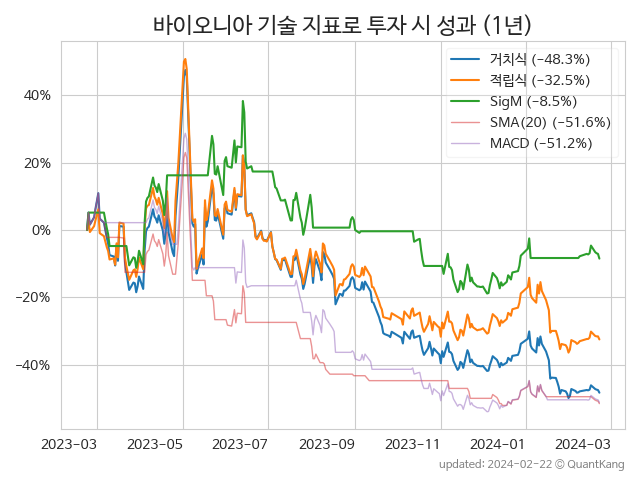 바이오니아 기술 지표로 투자 시 성과 (1년)
거치식 (−48.3%)
적립식 (−32.5%)
SigM (−8.5%)
SMA(20) (−51.6%)
MACD (−51.2%)
40%
20%
0%
−20%
−40%
2023-03 2023-05 2023-07 2023-09 2023-11 2024-01 2024-03
updated: 2024-02-22 © QuantKang